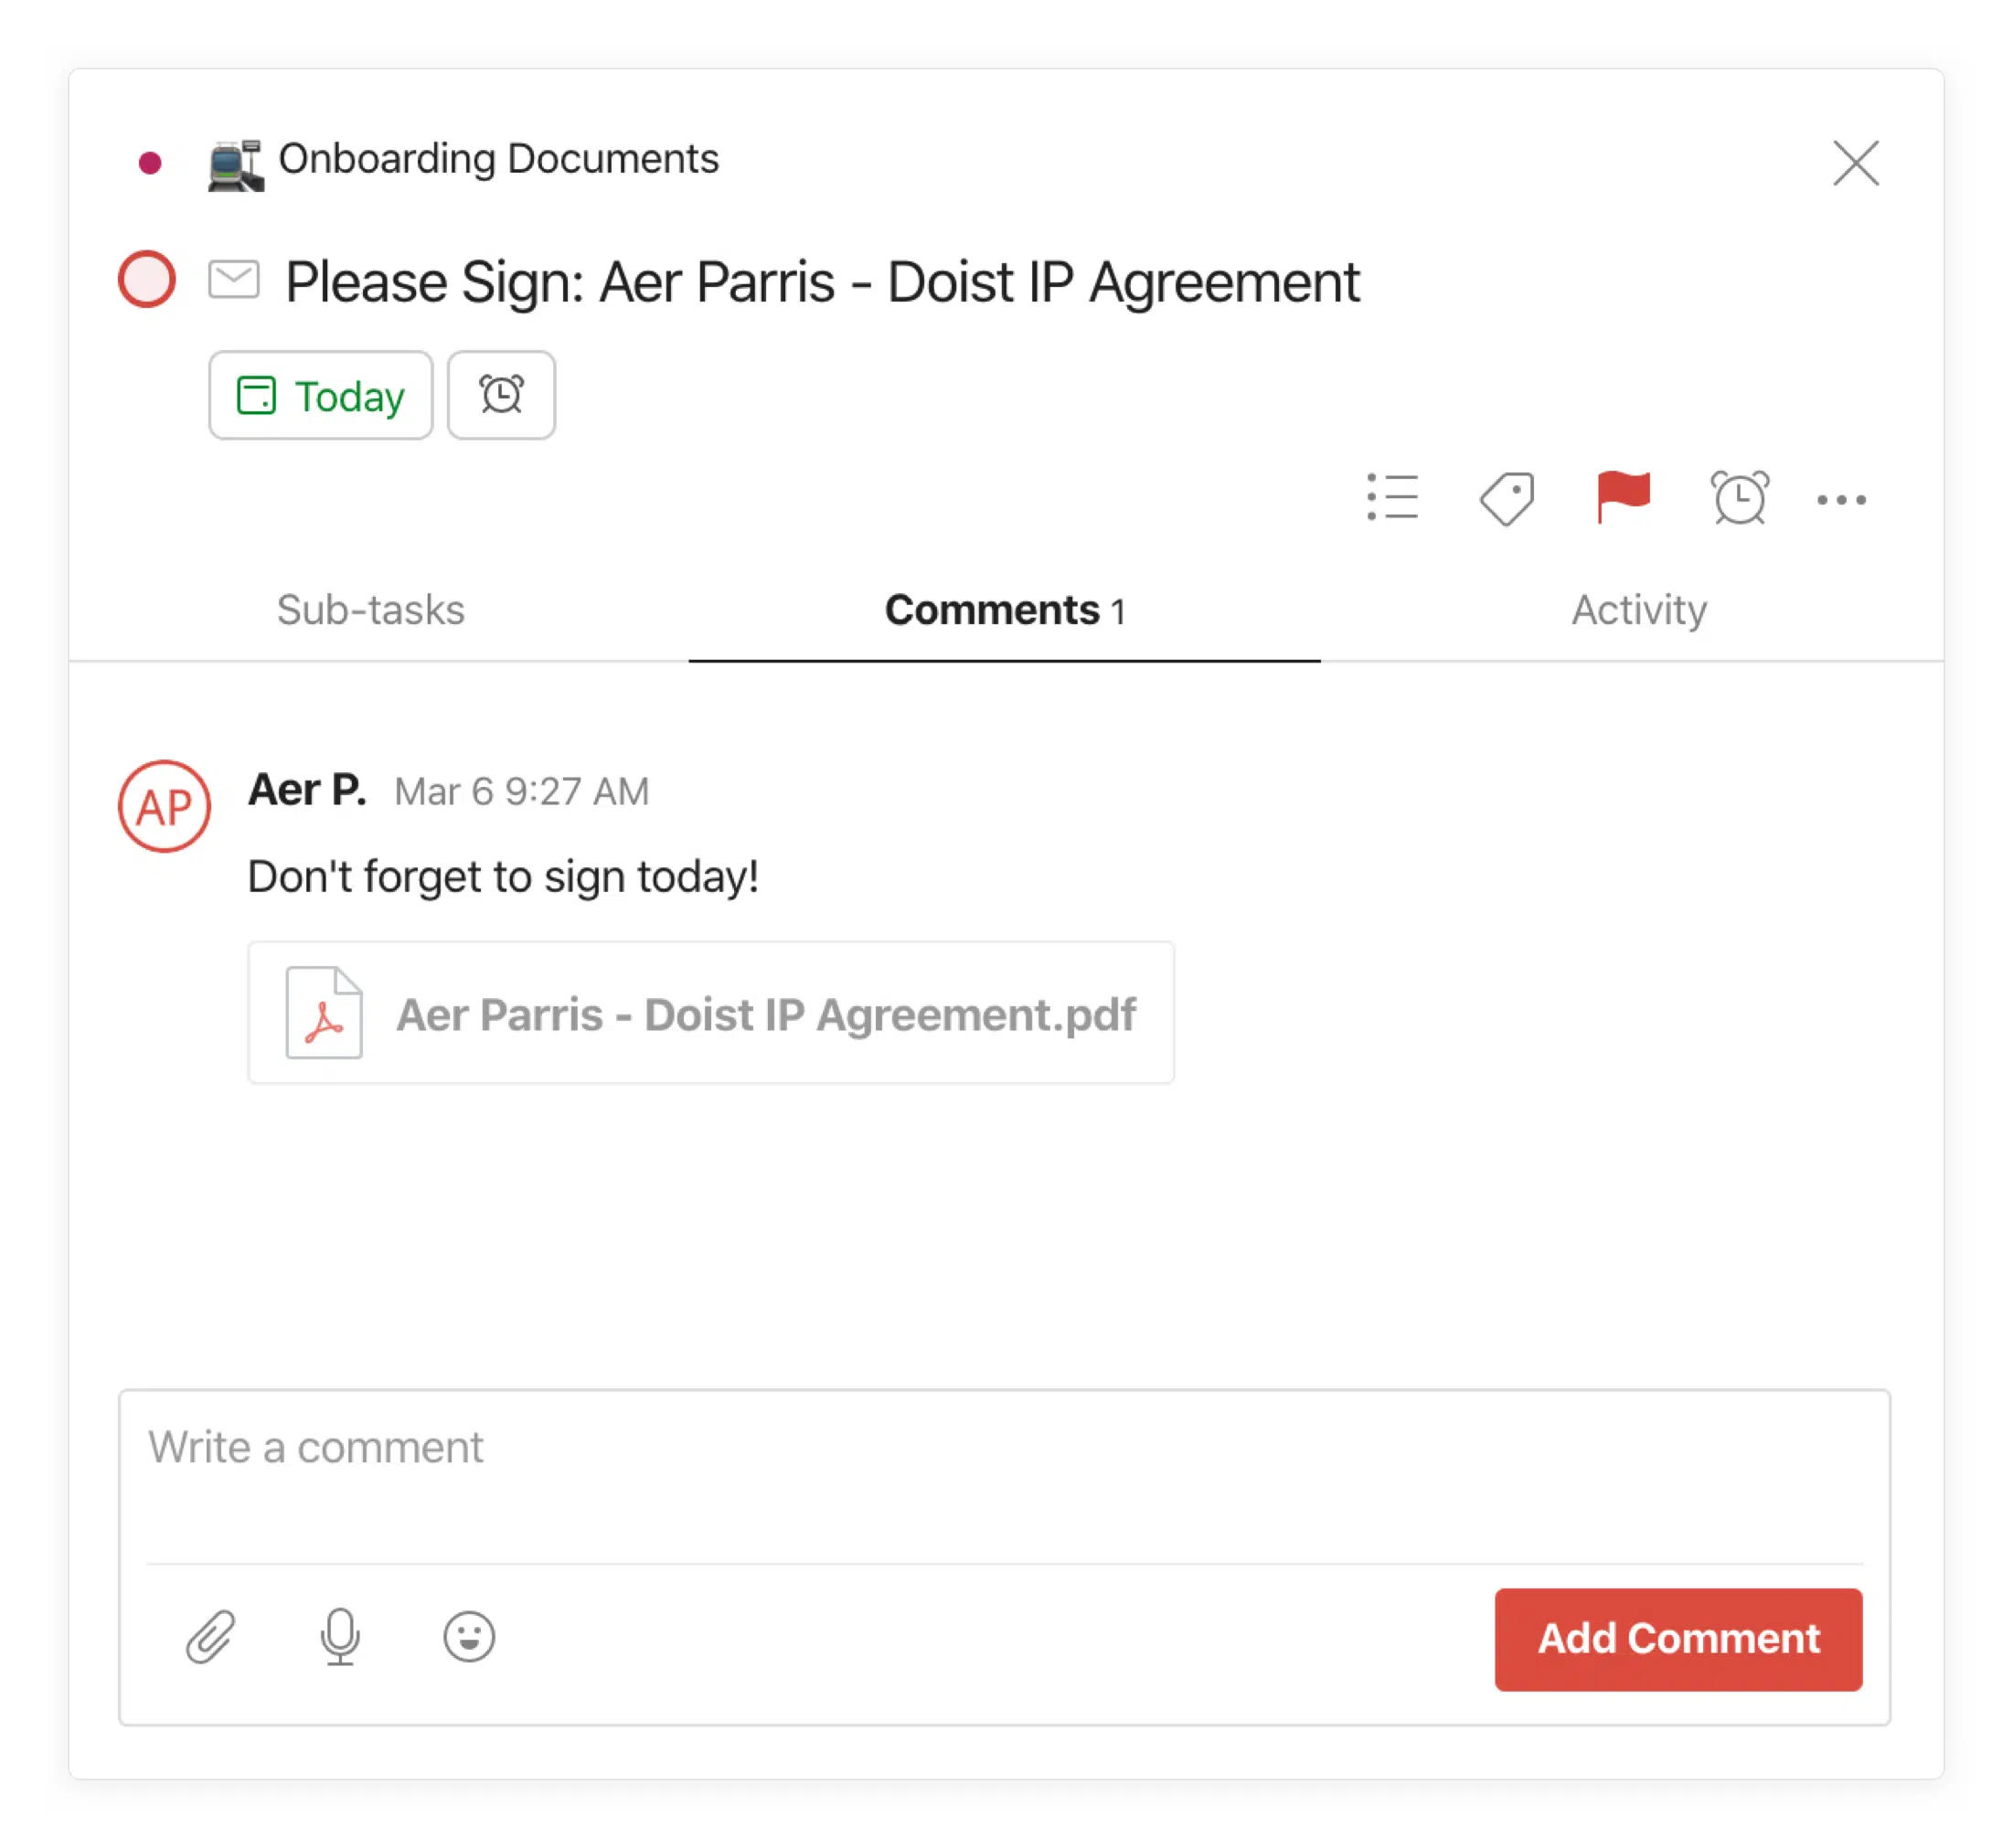 Onboarding Documents
Please Sign: Aer Parris - Doist IP Agreement
Today
Sub-tasks
Comments 1
Activity
AP
Aer P. Mar 6 9:27 AM
Don't forget to sign today!
Aer Parris - Doist IP Agreement.pdf
Write a comment
Add Comment